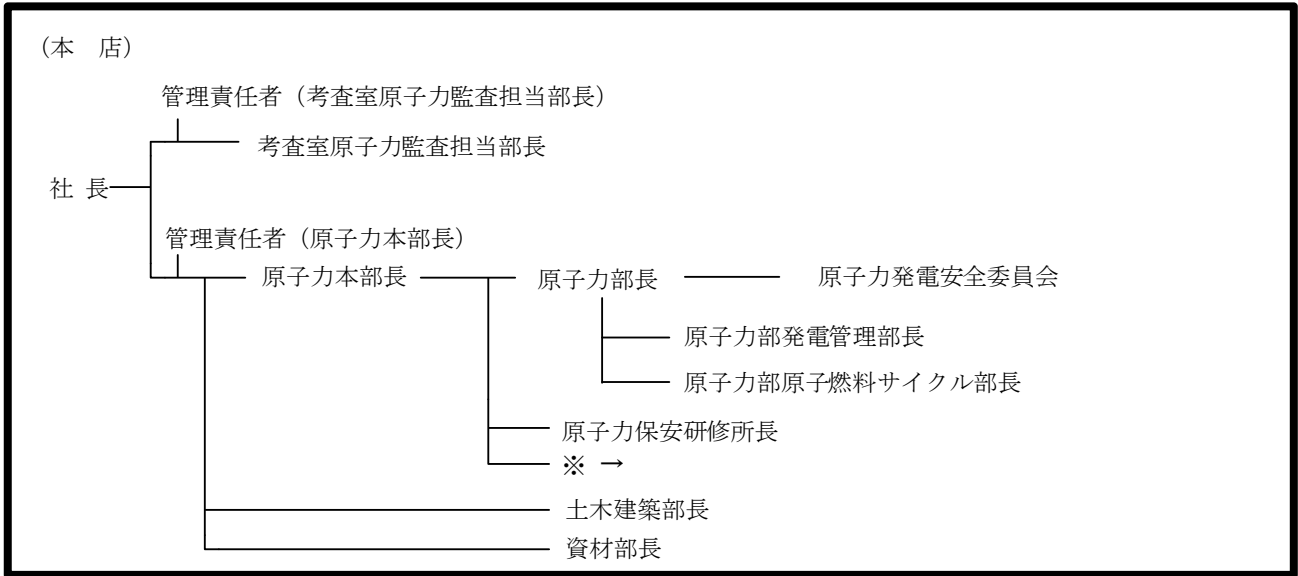 （本　店）
管理責任者（考査室原子力監査担当部長）
考査室原子力監査担当部長
社 長
管理責任者（原子力本部長）
原子力本部長
原子力部長
原子力発電安全委員会
原子力部発電管理部長
原子力部原子燃料サイクル部長
原子力保安研修所長
※ →
土木建築部長
資材部長